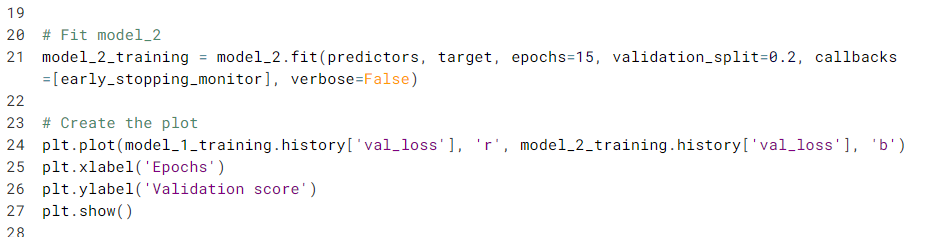 19
20 # Fit model_2
21 model_2_training = model_2.fit(predictors, target, epochs=15, validation_split=0.2, callbacks
=[early_stopping_monitor], verbose=False)
22
23 # Create the plot
24 plt.plot(model_1_training.history['val_loss'], 'r', model_2_training.history['val_loss'], 'b')
25 plt.xlabel('Epochs')
26 plt.ylabel('Validation score')
27 plt.show()
28